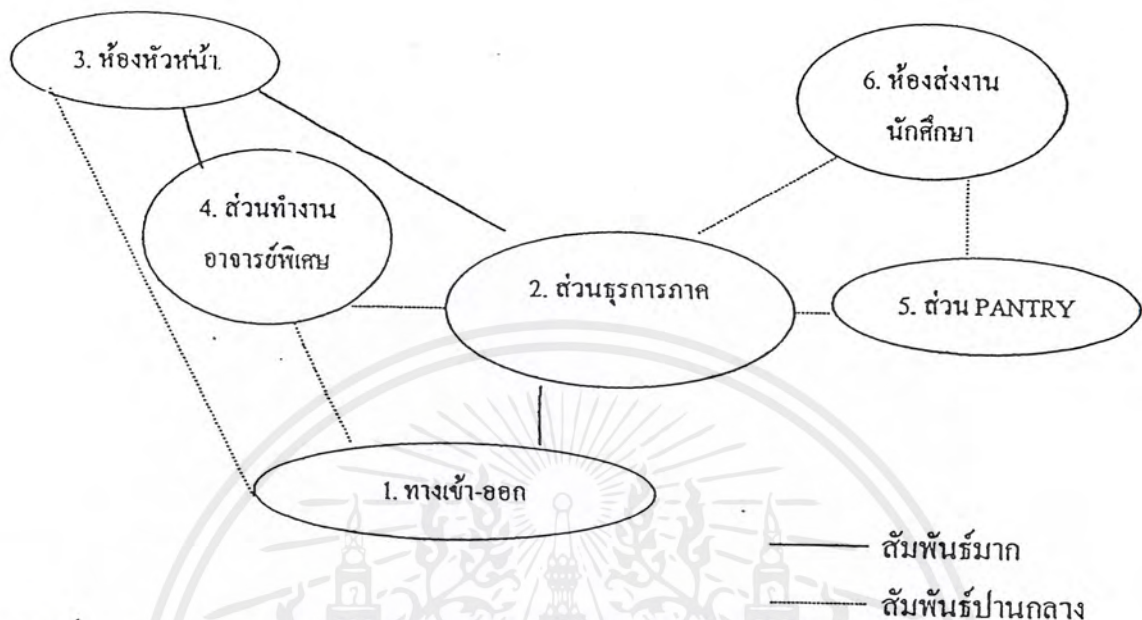 3. ห้องหัวหน้า
6. ห้องส่งงาน
นักศึกษา
4. ส่วนทำงาน
อาจารย์พิเศษ
2. ส่วนธุรการภาค
5. ส่วน PANTRY
1. ทางเข้า-ออก
สัมพันธ์มาก
สัมพันธ์ปานกลาง